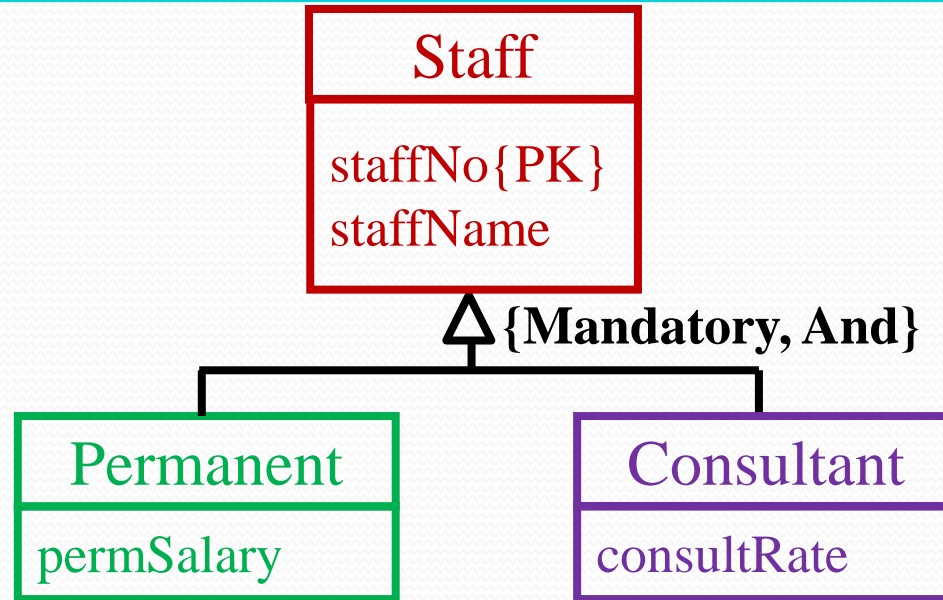 Staff
staffNo{PK}
staffName
{Mandatory, And}
Permanent
Consultant
permSalary
consultRate